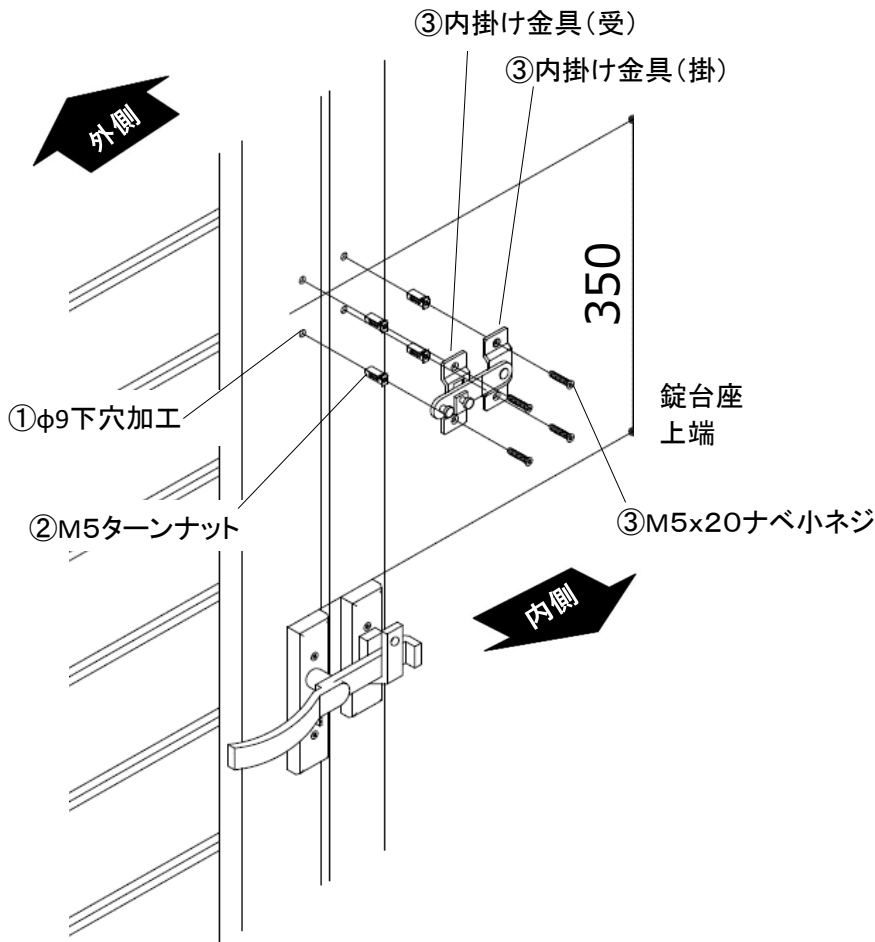 ③内掛け金具（受）
③内掛け金具（掛）
外側
350
①φ9下穴加工
錠台座
上端
②M5ターンナット
③M5x20ナベ小ネジ
内側